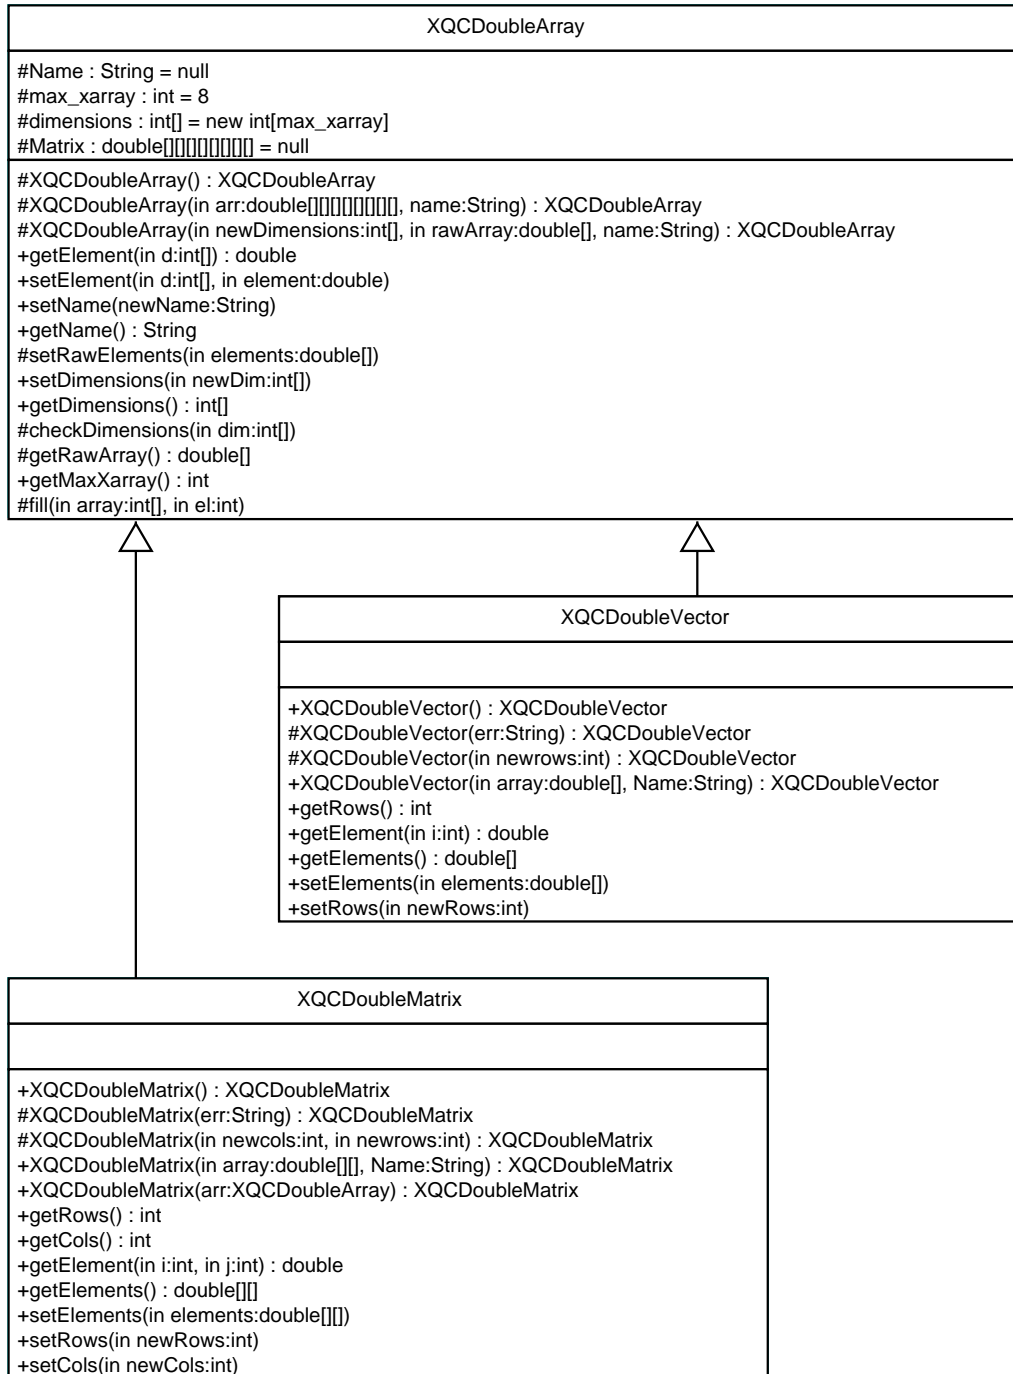 XQCDoubleArray
#Name : String = null
#max_xarray : int = 8
#dimensions : int[] = new int[max_xarray]
#Matrix : double[][][][][][][][] = null
#XQCDoubleArray() : XQCDoubleArray
#XQCDoubleArray(in arr:double[][][][][][][][], name:String) : XQCDoubleArray
#XQCDoubleArray(in newDimensions:int[], in rawArray:double[], name:String) : XQCDoubleArray
+getElement(in d:int[]) : double
+setElement(in d:int[], in element:double)
+setName(newName:String)
+getName() : String
#setRawElements(in elements:double[])
+setDimensions(in newDim:int[])
+getDimensions() : int[]
#checkDimensions(in dim:int[])
#getRawArray() : double[]
+getMaxXarray() : int
#fill(in array:int[], in el:int)
XQCDoubleVector
+XQCDoubleVector() : XQCDoubleVector
#XQCDoubleVector(err:String) : XQCDoubleVector
#XQCDoubleVector(in newrows:int) : XQCDoubleVector
+XQCDoubleVector(in array:double[], Name:String) : XQCDoubleVector
+getRows() : int
+getElement(in i:int) : double
+getElements() : double[]
+setElements(in elements:double[])
+setRows(in newRows:int)
XQCDoubleMatrix
+XQCDoubleMatrix() : XQCDoubleMatrix
#XQCDoubleMatrix(err:String) : XQCDoubleMatrix
#XQCDoubleMatrix(in newcols:int, in newrows:int) : XQCDoubleMatrix
+XQCDoubleMatrix(in array:double[][], Name:String) : XQCDoubleMatrix
+XQCDoubleMatrix(arr:XQCDoubleArray) : XQCDoubleMatrix
+getRows() : int
+getCols() : int
+getElement(in i:int, in j:int) : double
+getElements() : double[][]
+setElements(in elements:double[][])
+setRows(in newRows:int)
+setCols(in newCols:int)